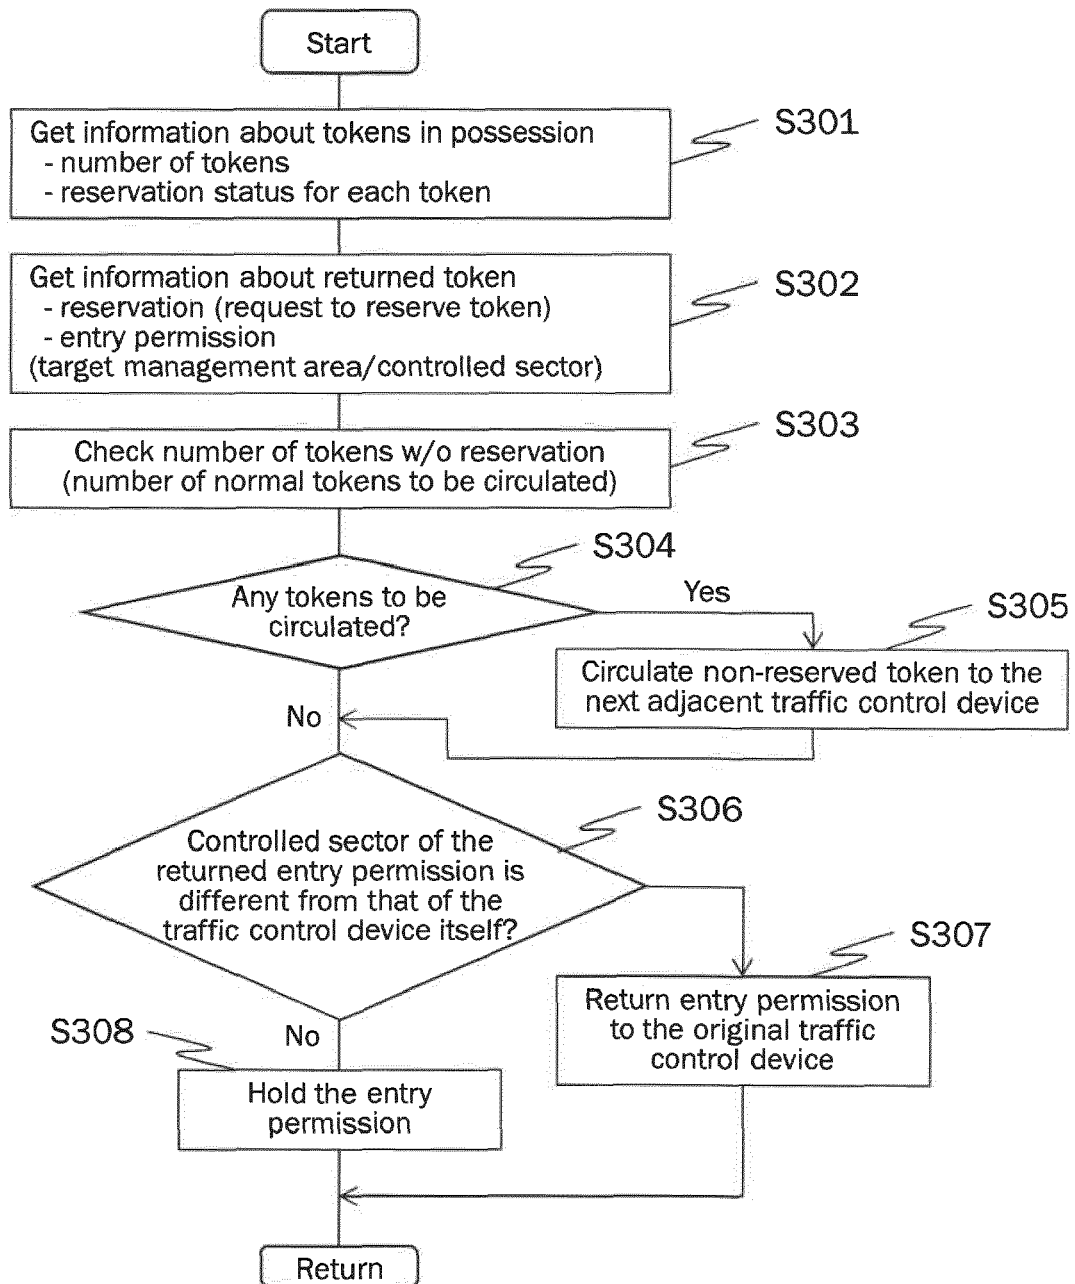 Start
Get information about tokens in possession
- number of tokens
- reservation status for each token
S301
Get information about returned token
- reservation (request to reserve token)
- entry permission
(target management area/controlled sector)
S302
Check number of tokens w/o reservation
(number of normal tokens to be circulated)
S303
S304
Any tokens to be
circulated?
Yes
S305
Circulate non-reserved token to the
next adjacent traffic control device
No
S306
Controlled sector of the
returned entry permission is
different from that of the
traffic control device itself?
S307
Return entry permission
to the original traffic
control device
S308
No
Hold the entry
permission
Return